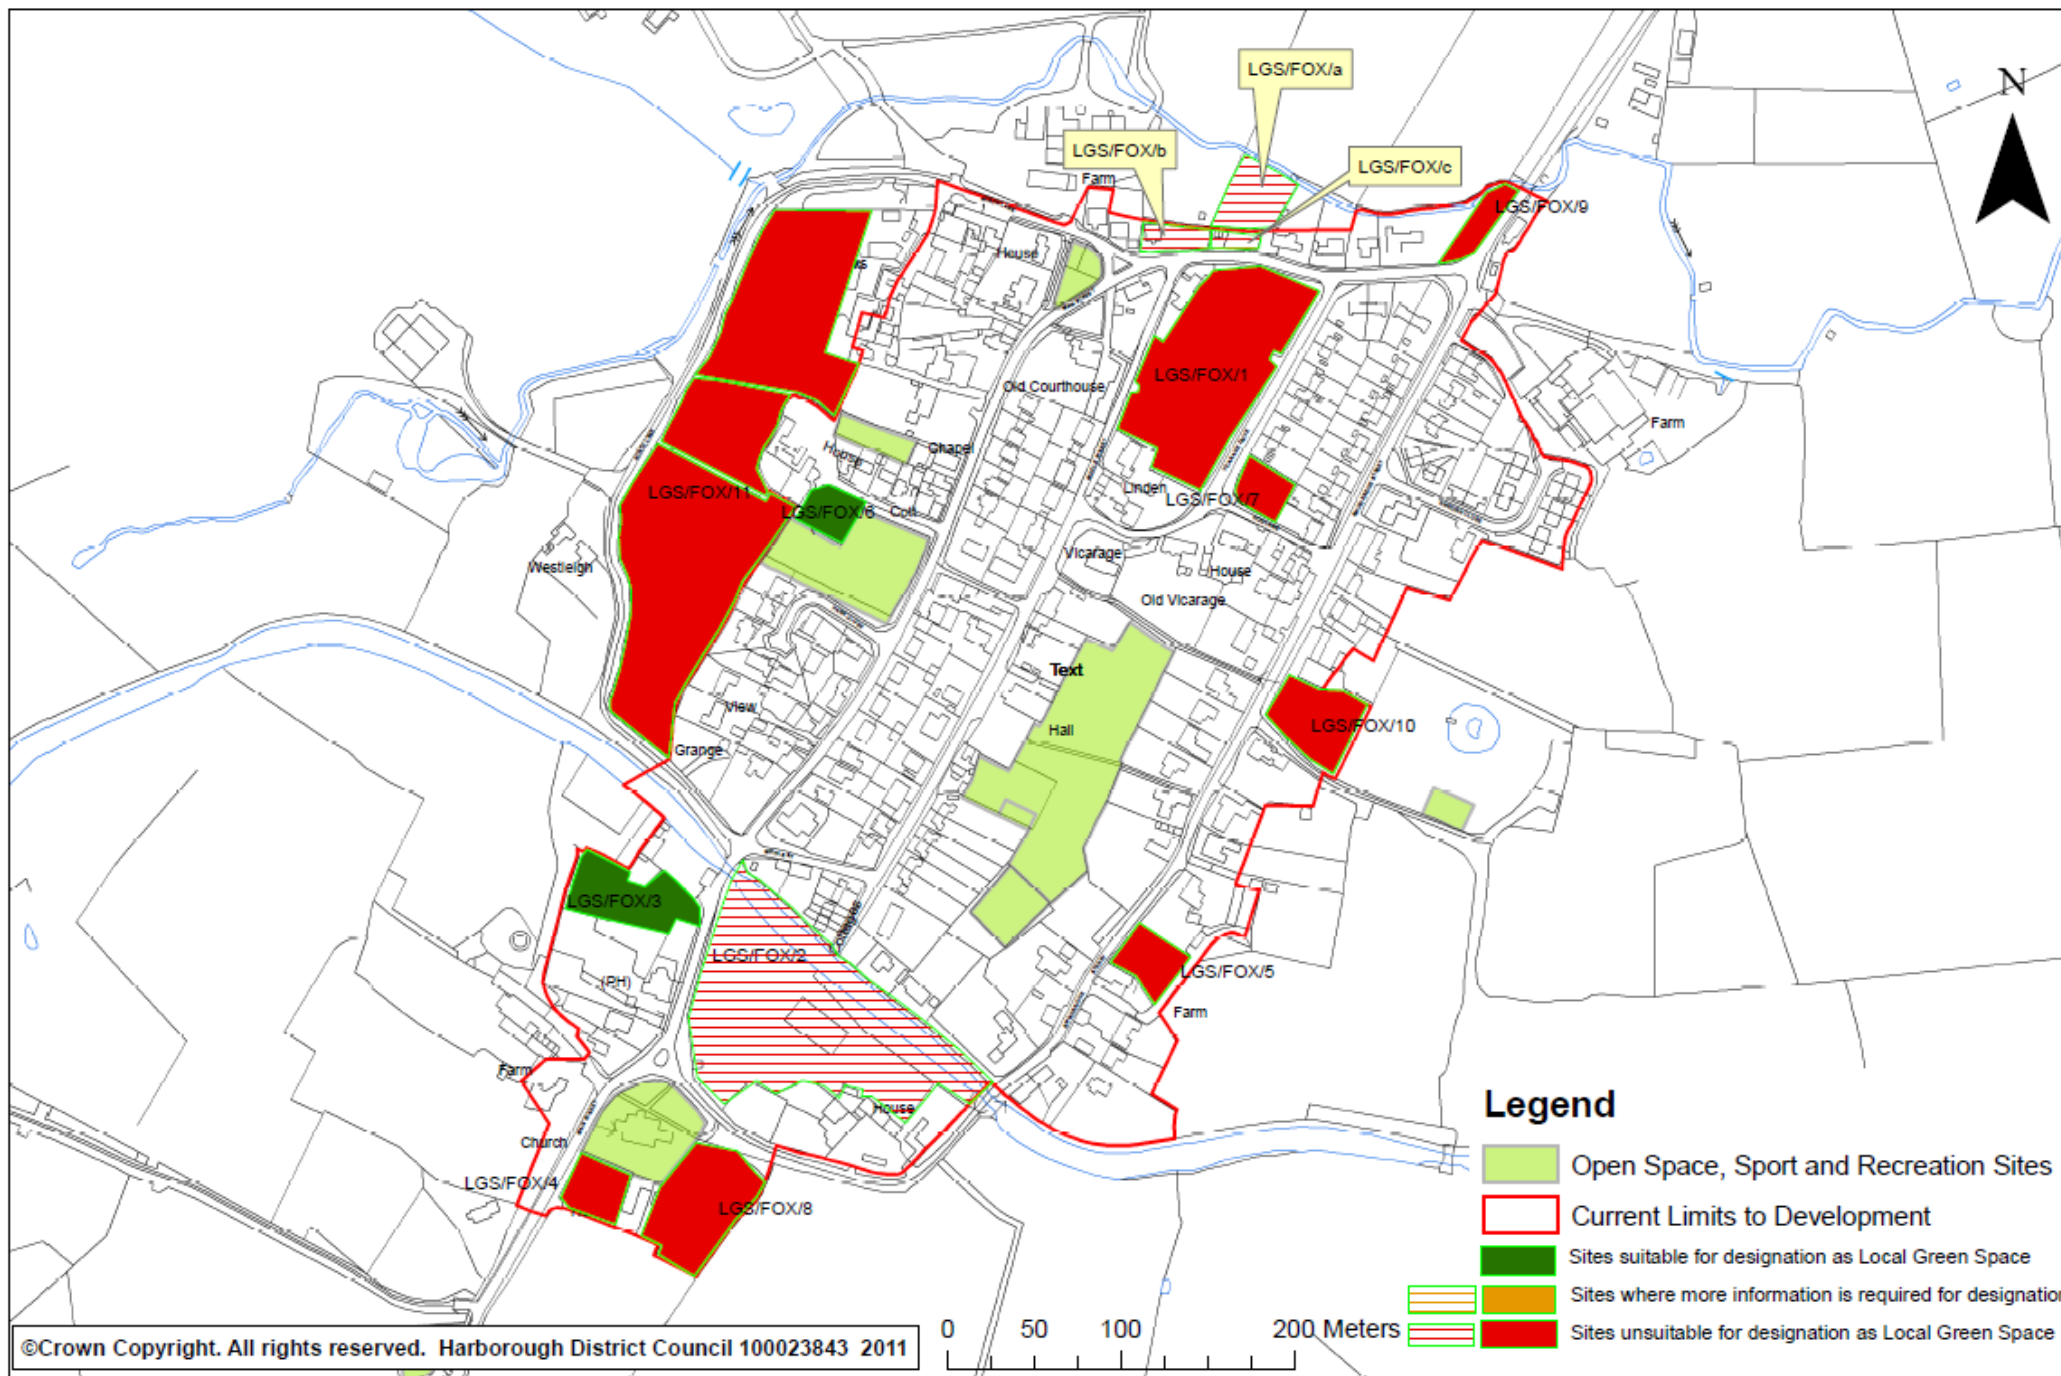 LGS/FOX/a
N
LGS/FOX/b
LGS/FOX/c
Farm
LGS/FOX/9
House
LGS/FOX/1
Old Courthouse
Farm
Chapel
House
Linden
LGS/FOX/7
LGS/FOX/11
LGS/FOX/6
Cott
Vicarage
House
Westleigh
Old Vicarage
Text
View
Hall
LGS/FOX/10
Grange
LGS/FOX/3
Cottages
LGS/FOX/2
LGS/FOX/5
(PH)
Farm
Farm
House
Church
LGS/FOX/4
LGS/FOX/8
Legend
Open Space, Sport and Recreation Sites
Current Limits to Development
Sites suitable for designation as Local Green Space
Sites where more information is required for designation
Sites unsuitable for designation as Local Green Space
0 50 100 200 Meters
©Crown Copyright. All rights reserved. Harborough District Council 100023843 2011